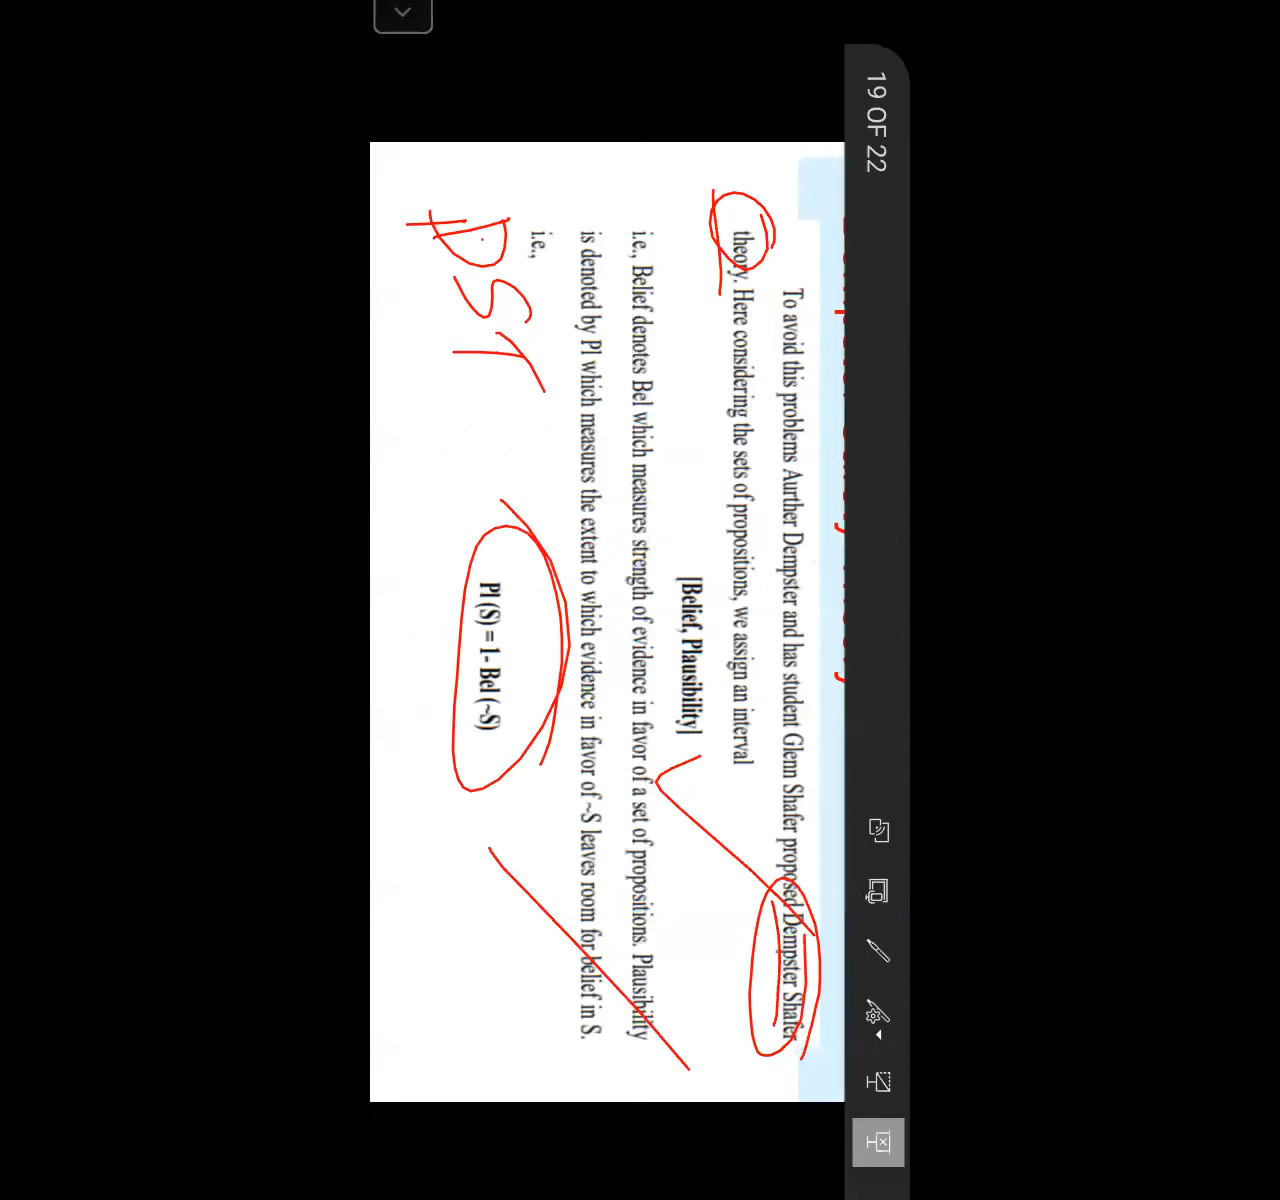 19 OF 22
To avoid this problems Aurther Dempster and has student Glenn Shafer proposed Dempster Shafer
theory. Here considering the sets of propositions, we assign an interval
[Belief, Plausibility]
i.e., Belief denotes Bel which measures strength of evidence in favor of a set of propositions. Plausibility
is denoted by Pl which measures the extent to which evidence in favor of ~S leaves room for belief in S.
i.e.,
Pl (S) = 1- Bel (~S)
DST